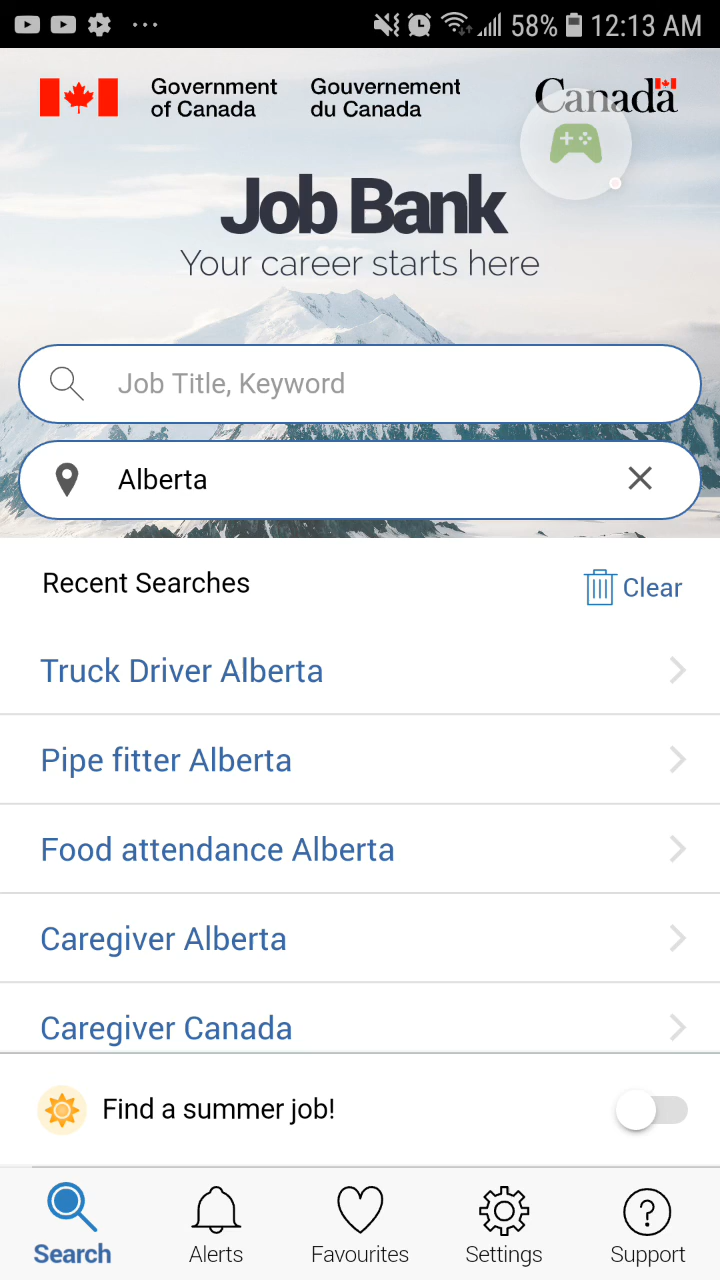 58% 12:13 AM
Government of Canada
Gouvernement du Canada
Canada
Job Bank
Your career starts here
Job Title, Keyword
Alberta
Recent Searches
Clear
Truck Driver Alberta
Pipe fitter Alberta
Food attendance Alberta
Caregiver Alberta
Caregiver Canada
Find a summer job!
Search Alerts Favourites Settings Support